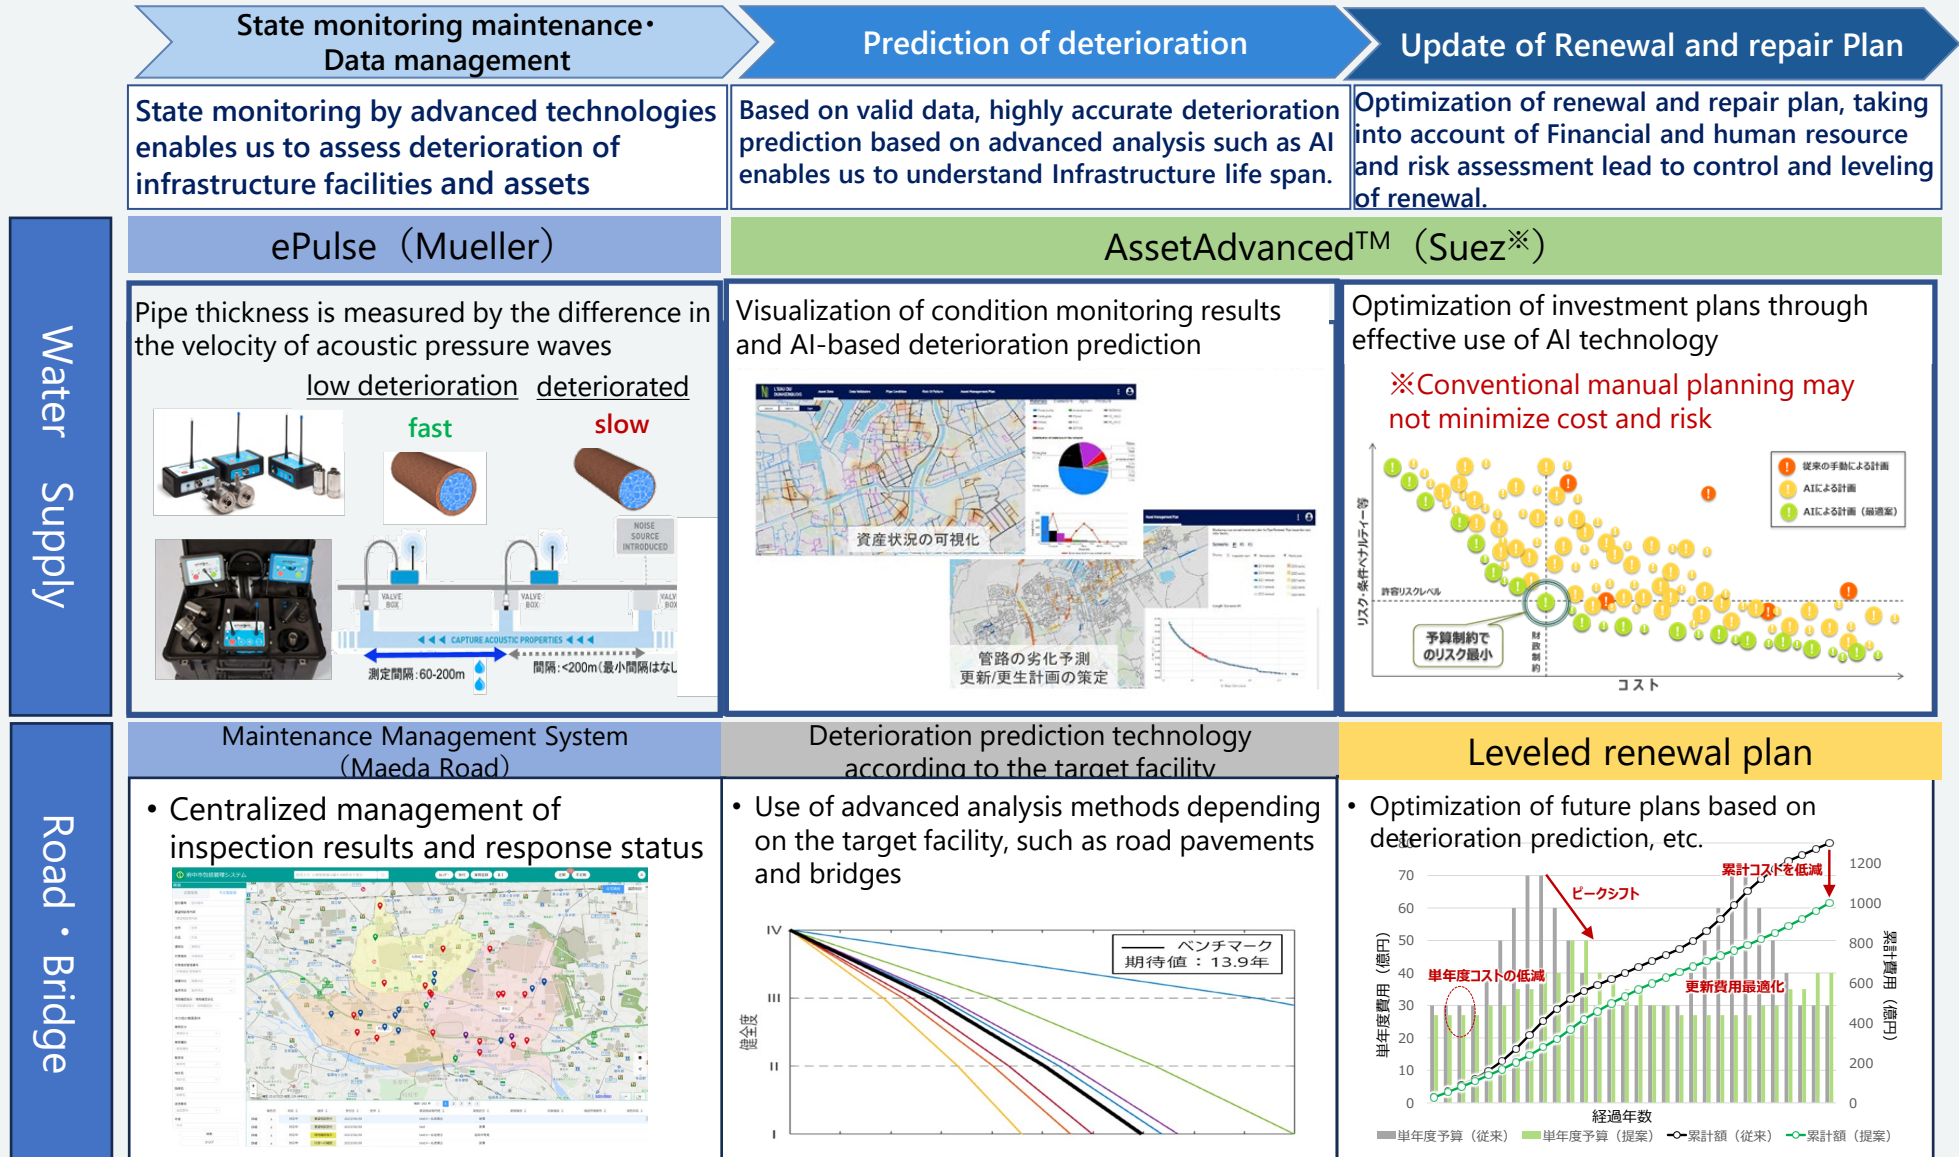 State monitoring maintenance・
Data management
Prediction of deterioration
Update of Renewal and repair Plan
State monitoring by advanced technologies
enables us to assess deterioration of
infrastructure facilities and assets
Based on valid data, highly accurate deterioration
prediction based on advanced analysis such as AI
enables us to understand Infrastructure life span.
Optimization of renewal and repair plan, taking
into account of Financial and human resource
and risk assessment lead to control and leveling
of renewal.
Water Supply
ePulse（Mueller）
AssetAdvanced™（Suez※）
Pipe thickness is measured by the difference in
the velocity of acoustic pressure waves
low deterioration
deteriorated
fast
slow
NOISE
SOURCE
INTRODUCED
VALVE
BOX
VALVE
BOX
CAPTURE ACOUSTIC PROPERTIES
測定間隔：60-200m
間隔：<200m（最小間隔はなし
Visualization of condition monitoring results
and AI-based deterioration prediction
資産状況の可視化
管路の劣化予測
更新/更生計画の策定
Optimization of investment plans through
effective use of AI technology
※Conventional manual planning may
not minimize cost and risk
従来の手動による計画
AIによる計画
AIによる計画（最適案）
リスク・条件ペナルティー等
許容リスクレベル
予算制約で
のリスク最小
財政制約
コスト
Road・Bridge
Maintenance Management System
（Maeda Road）
Deterioration prediction technology
according to the target facility
Leveled renewal plan
• Centralized management of
inspection results and response status
府中市包括管理システム
• Use of advanced analysis methods depending
on the target facility, such as road pavements
and bridges
ベンチマーク
期待値：13.9年
健全度
IV
III
II
I
• Optimization of future plans based on
deterioration prediction, etc.
80
70
60
50
40
30
20
10
0
1200
1000
800
600
400
200
0
単年度費用（億円）
累計費用（億円）
ピークシフト
累計コストを低減
単年度コストの低減
更新費用最適化
経過年数
単年度予算（従来）
単年度予算（提案）
累計額（従来）
累計額（提案）